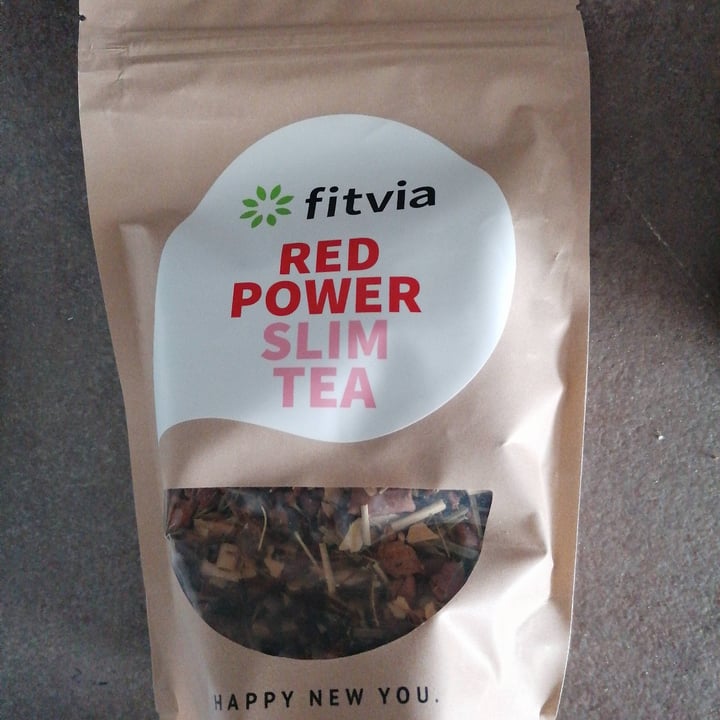 fitvia
RED
POWER
SLIM
TEA
HAPPY NEW YOU.